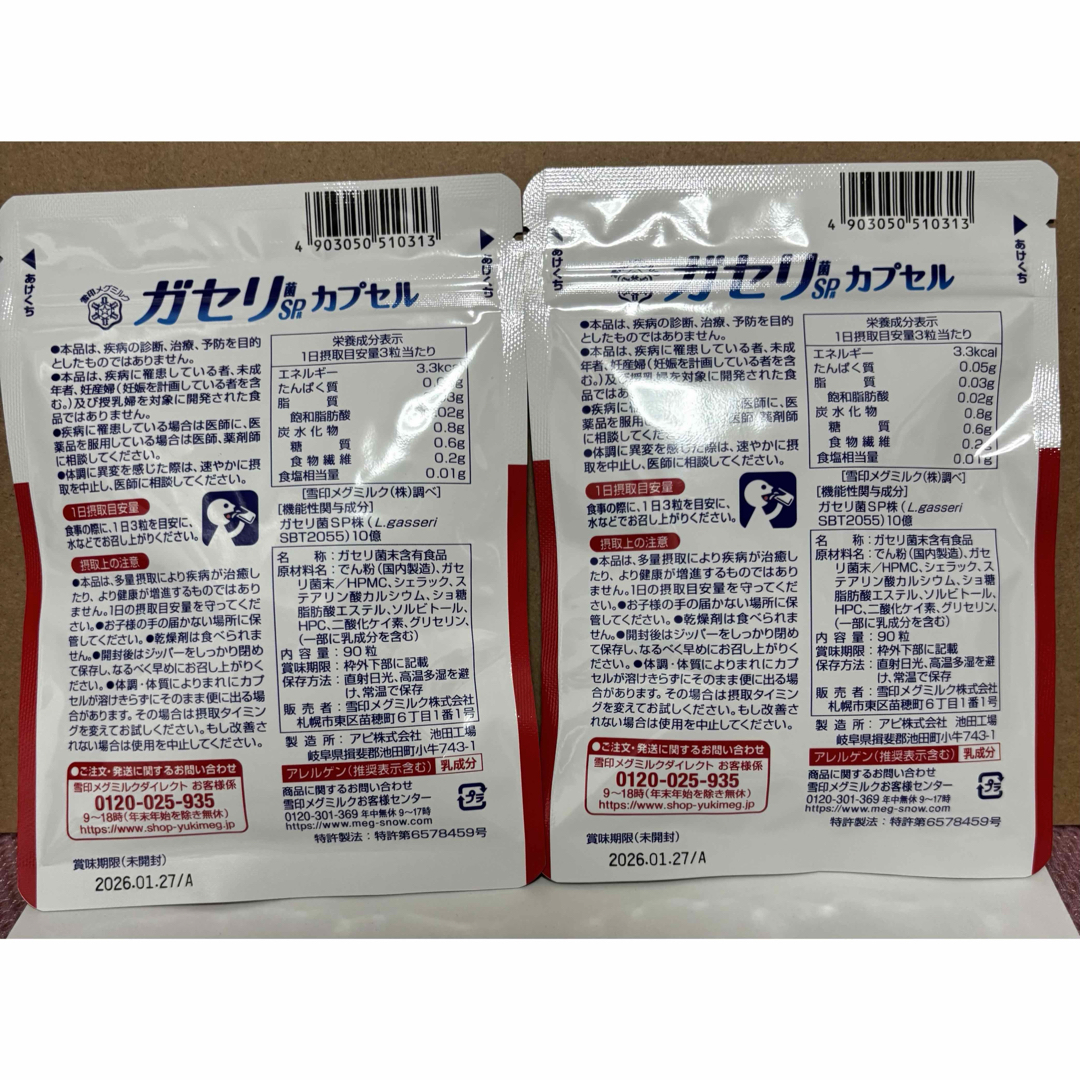 4 903050 510313
あけくち
あけくち
雪印メグミルク
ガセリ菌SP株カプセル
●本品は、疾病の診断、治療、予防を目的
としたものではありません。
●本品は、疾病に罹患している者、未成
年者、妊産婦(妊娠を計画している者を含
む。)及び授乳婦を対象に開発された食
品ではありません。
●疾病に罹患している場合は医師に、医
薬品を服用している場合は医師、薬剤師
に相談してください。
●体調に異変を感じた際は、速やかに摂
取を中止し、医師に相談してください。
1日摂取目安量
食事の際に、1日3粒を目安に、
水などでお召し上がりください。
摂取上の注意
●本品は、多量摂取により疾病が治癒し
たり、より健康が増進するものではあり
ません。1日の摂取目安量を守ってくだ
さい。●お子様の手の届かない場所に保
管してください。●乾燥剤は食べられま
せん。●開封後はジッパーをしっかり閉め
て保存し、なるべく早めにお召し上がりく
ださい。●体調・体質によりまれにカプ
セルが溶けきらずにそのまま便に出る場
合があります。その場合は摂取タイミン
グを変えてお試しください。もし改善さ
れない場合は使用を中止してください。
●ご注文・発送に関するお問い合わせ
雪印メグミルクダイレクト お客様係
0120-025-935
9〜18時(年末年始を除き無休)
https://www.shop-yukimeg.jp
賞味期限(未開封)
2026.01.27/A
栄養成分表示
1日摂取目安量3粒当たり
エネルギー 3.3kcal
たんぱく質
脂質
飽和脂肪酸 0.02g
炭水化物 0.8g
糖質 0.6g
食物繊維 0.2g
食塩相当量 0.01g
[雪印メグミルク(株)調べ]
[機能性関与成分]
ガセリ菌SP株(L.gasseri
SBT2055)10億
名称:ガセリ菌末含有食品
原材料名:でん粉(国内製造)、ガセ
リ菌末/HPMC、シェラック、ス
テアリン酸カルシウム、ショ糖
脂肪酸エステル、ソルビトール、
HPC、二酸化ケイ素、グリセリン、
(一部に乳成分を含む)
内容量:90粒
賞味期限:枠外下部に記載
保存方法:直射日光、高温多湿を避
け、常温で保存
販売者:雪印メグミルク株式会社
札幌市東区苗穂町6丁目1番1号
製造所:アピ株式会社 池田工場
岐阜県揖斐郡池田町小牛743-1
アレルゲン(推奨表示含む) 乳成分
商品に関するお問い合わせ
雪印メグミルクお客様センター
0120-301-369 年中無休 9〜17時
https://www.meg-snow.com
プラ
特許製法:特許第6578459号
4 903050 510313
あけくち
ガセリ菌SP株カプセル
●本品は、疾病の診断、治療、予防を目的
としたものではありません。
●本品は、疾病に罹患している者、未成
年者、妊産婦(妊娠を計画している者を含
む。)及び授乳婦を対象に開発された食
品ではありません。
●疾病に罹患している場合は医師に、医
薬品を服用している場合は医師、薬剤師
に相談してください。
●体調に異変を感じた際は、速やかに摂
取を中止し、医師に相談してください。
1日摂取目安量
食事の際に、1日3粒を目安に、
水などでお召し上がりください。
摂取上の注意
●本品は、多量摂取により疾病が治癒し
たり、より健康が増進するものではあり
ません。1日の摂取目安量を守ってくだ
さい。●お子様の手の届かない場所に保
管してください。●乾燥剤は食べられま
せん。●開封後はジッパーをしっかり閉め
て保存し、なるべく早めにお召し上がりく
ださい。●体調・体質によりまれにカプ
セルが溶けきらずにそのまま便に出る場
合があります。その場合は摂取タイミン
グを変えてお試しください。もし改善さ
れない場合は使用を中止してください。
●ご注文・発送に関するお問い合わせ
雪印メグミルクダイレクト お客様係
0120-025-935
9〜18時(年末年始を除き無休)
https://www.shop-yukimeg.jp
賞味期限(未開封)
2026.01.27/A
栄養成分表示
1日摂取目安量3粒当たり
エネルギー 3.3kcal
たんぱく質 0.05g
脂質 0.03g
飽和脂肪酸 0.02g
炭水化物 0.8g
糖質 0.6g
食物繊維 0.2g
食塩相当量 0.01g
[雪印メグミルク(株)調べ]
[機能性関与成分]
ガセリ菌SP株(L.gasseri
SBT2055)10億
名称:ガセリ菌末含有食品
原材料名:でん粉(国内製造)、ガセ
リ菌末/HPMC、シェラック、ス
テアリン酸カルシウム、ショ糖
脂肪酸エステル、ソルビトール、
HPC、二酸化ケイ素、グリセリン、
(一部に乳成分を含む)
内容量:90粒
賞味期限:枠外下部に記載
保存方法:直射日光、高温多湿を避
け、常温で保存
販売者:雪印メグミルク株式会社
札幌市東区苗穂町6丁目1番1号
製造所:アピ株式会社 池田工場
岐阜県揖斐郡池田町小牛743-1
アレルゲン(推奨表示含む) 乳成分
商品に関するお問い合わせ
雪印メグミルクお客様センター
0120-301-369 年中無休 9〜17時
https://www.meg-snow.com
プラ
特許製法:特許第6578459号